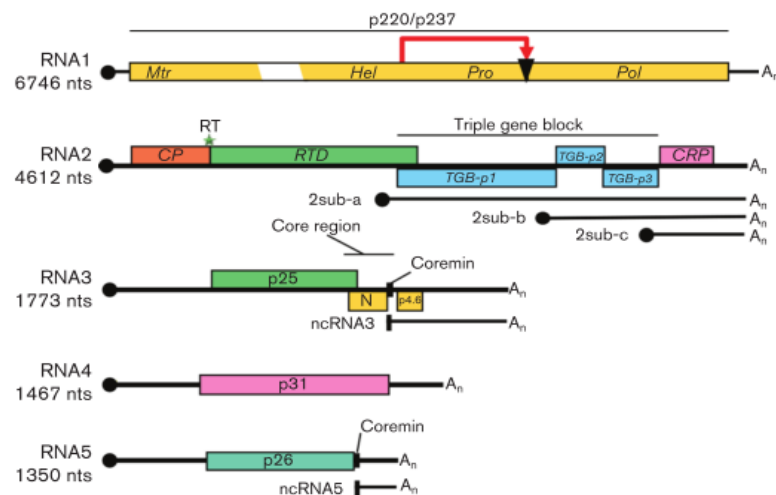 p220/p237
RNA1
6746 nts
Mtr Hel Pro Pol An
RT
Triple gene block
RNA2
4612 nts
CP RTD TGB-p1 TGB-p2 TGB-p3 CRP An
2sub-a An
2sub-b An
2sub-c An
Core region
Coremin
RNA3
1773 nts
p25 N p4.6 An
ncRNA3 An
RNA4
1467 nts
p31 An
Coremin
RNA5
1350 nts
p26 An
ncRNA5 An